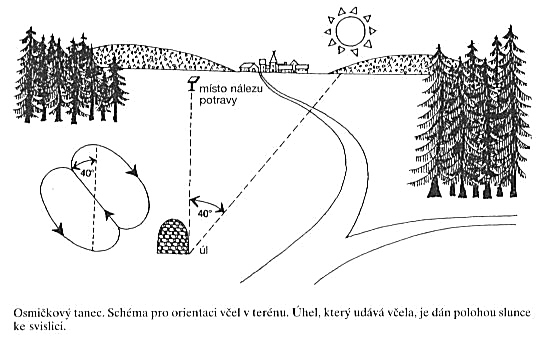 místo nálezu
potravy
40°
40°
úl
Osmičkový tanec. Schéma pro orientaci včel v terénu. Úhel, který udává včela, je dán polohou slunce
ke svislici.